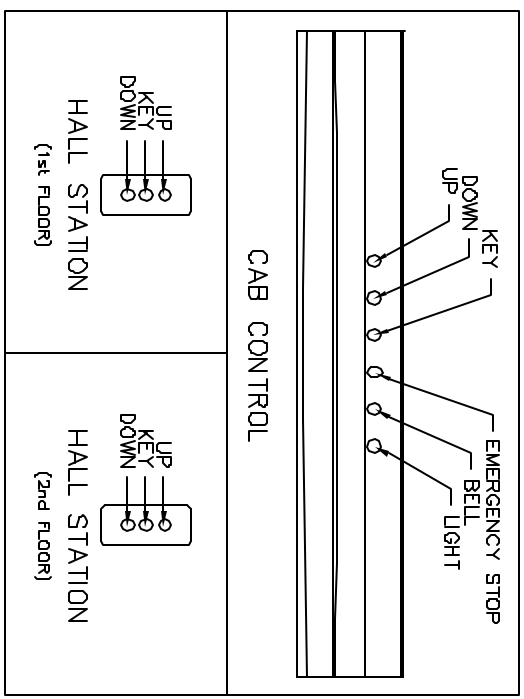 UP
DOWN
KEY
EMERGENCY STOP
BELL
LIGHT
CAB CONTROL
UP
KEY
DOWN
HALL STATION
(1st FLOOR)
UP
KEY
DOWN
HALL STATION
(2nd FLOOR)